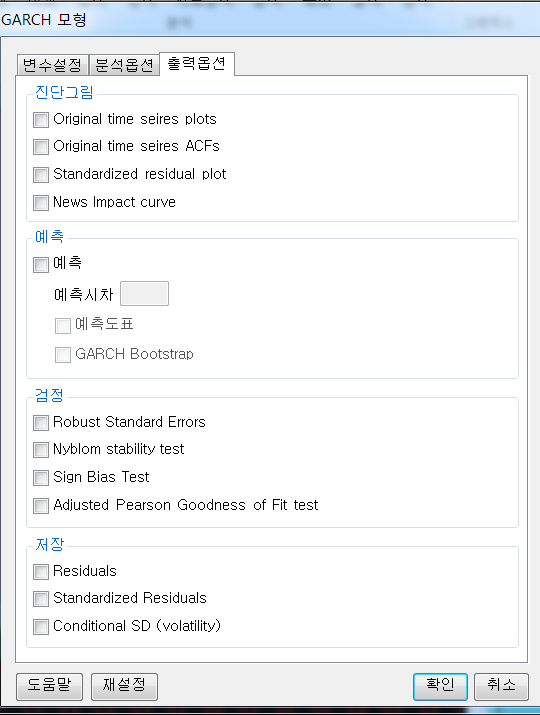 GARCH 모형
변수설정 분석옵션 출력옵션
진단그림
Original time seires plots
Original time seires ACFs
Standardized residual plot
News Impact curve
예측
예측
예측시차
예측도표
GARCH Bootstrap
검정
Robust Standard Errors
Nyblom stability test
Sign Bias Test
Adjusted Pearson Goodness of Fit test
저장
Residuals
Standardized Residuals
Conditional SD (volatility)
도움말 재설정 확인 취소